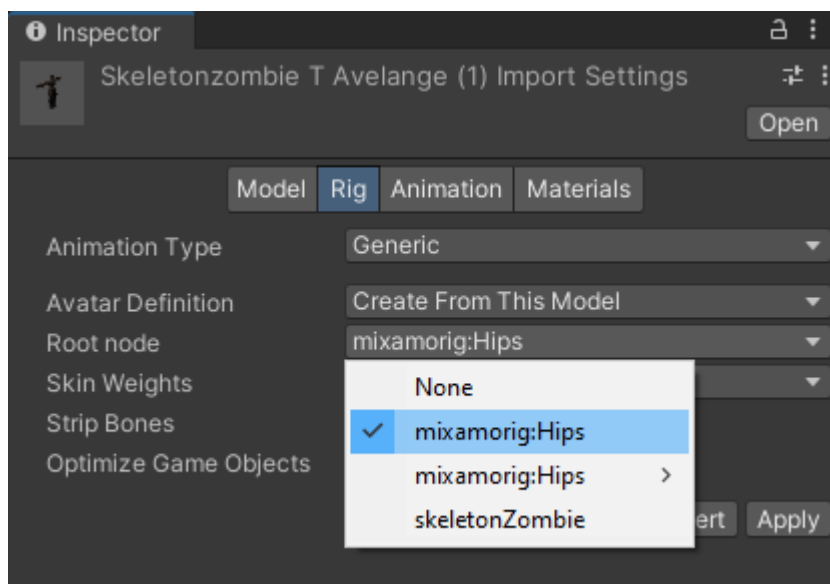 Inspector
Skeletonzombie T Avelange (1) Import Settings
Open
Model Rig Animation Materials
Animation Type Generic
Avatar Definition Create From This Model
Root node mixamorig:Hips
Skin Weights
None
Strip Bones
mixamorig:Hips
Optimize Game Objects
mixamorig:Hips
skeletonZombie
ert Apply